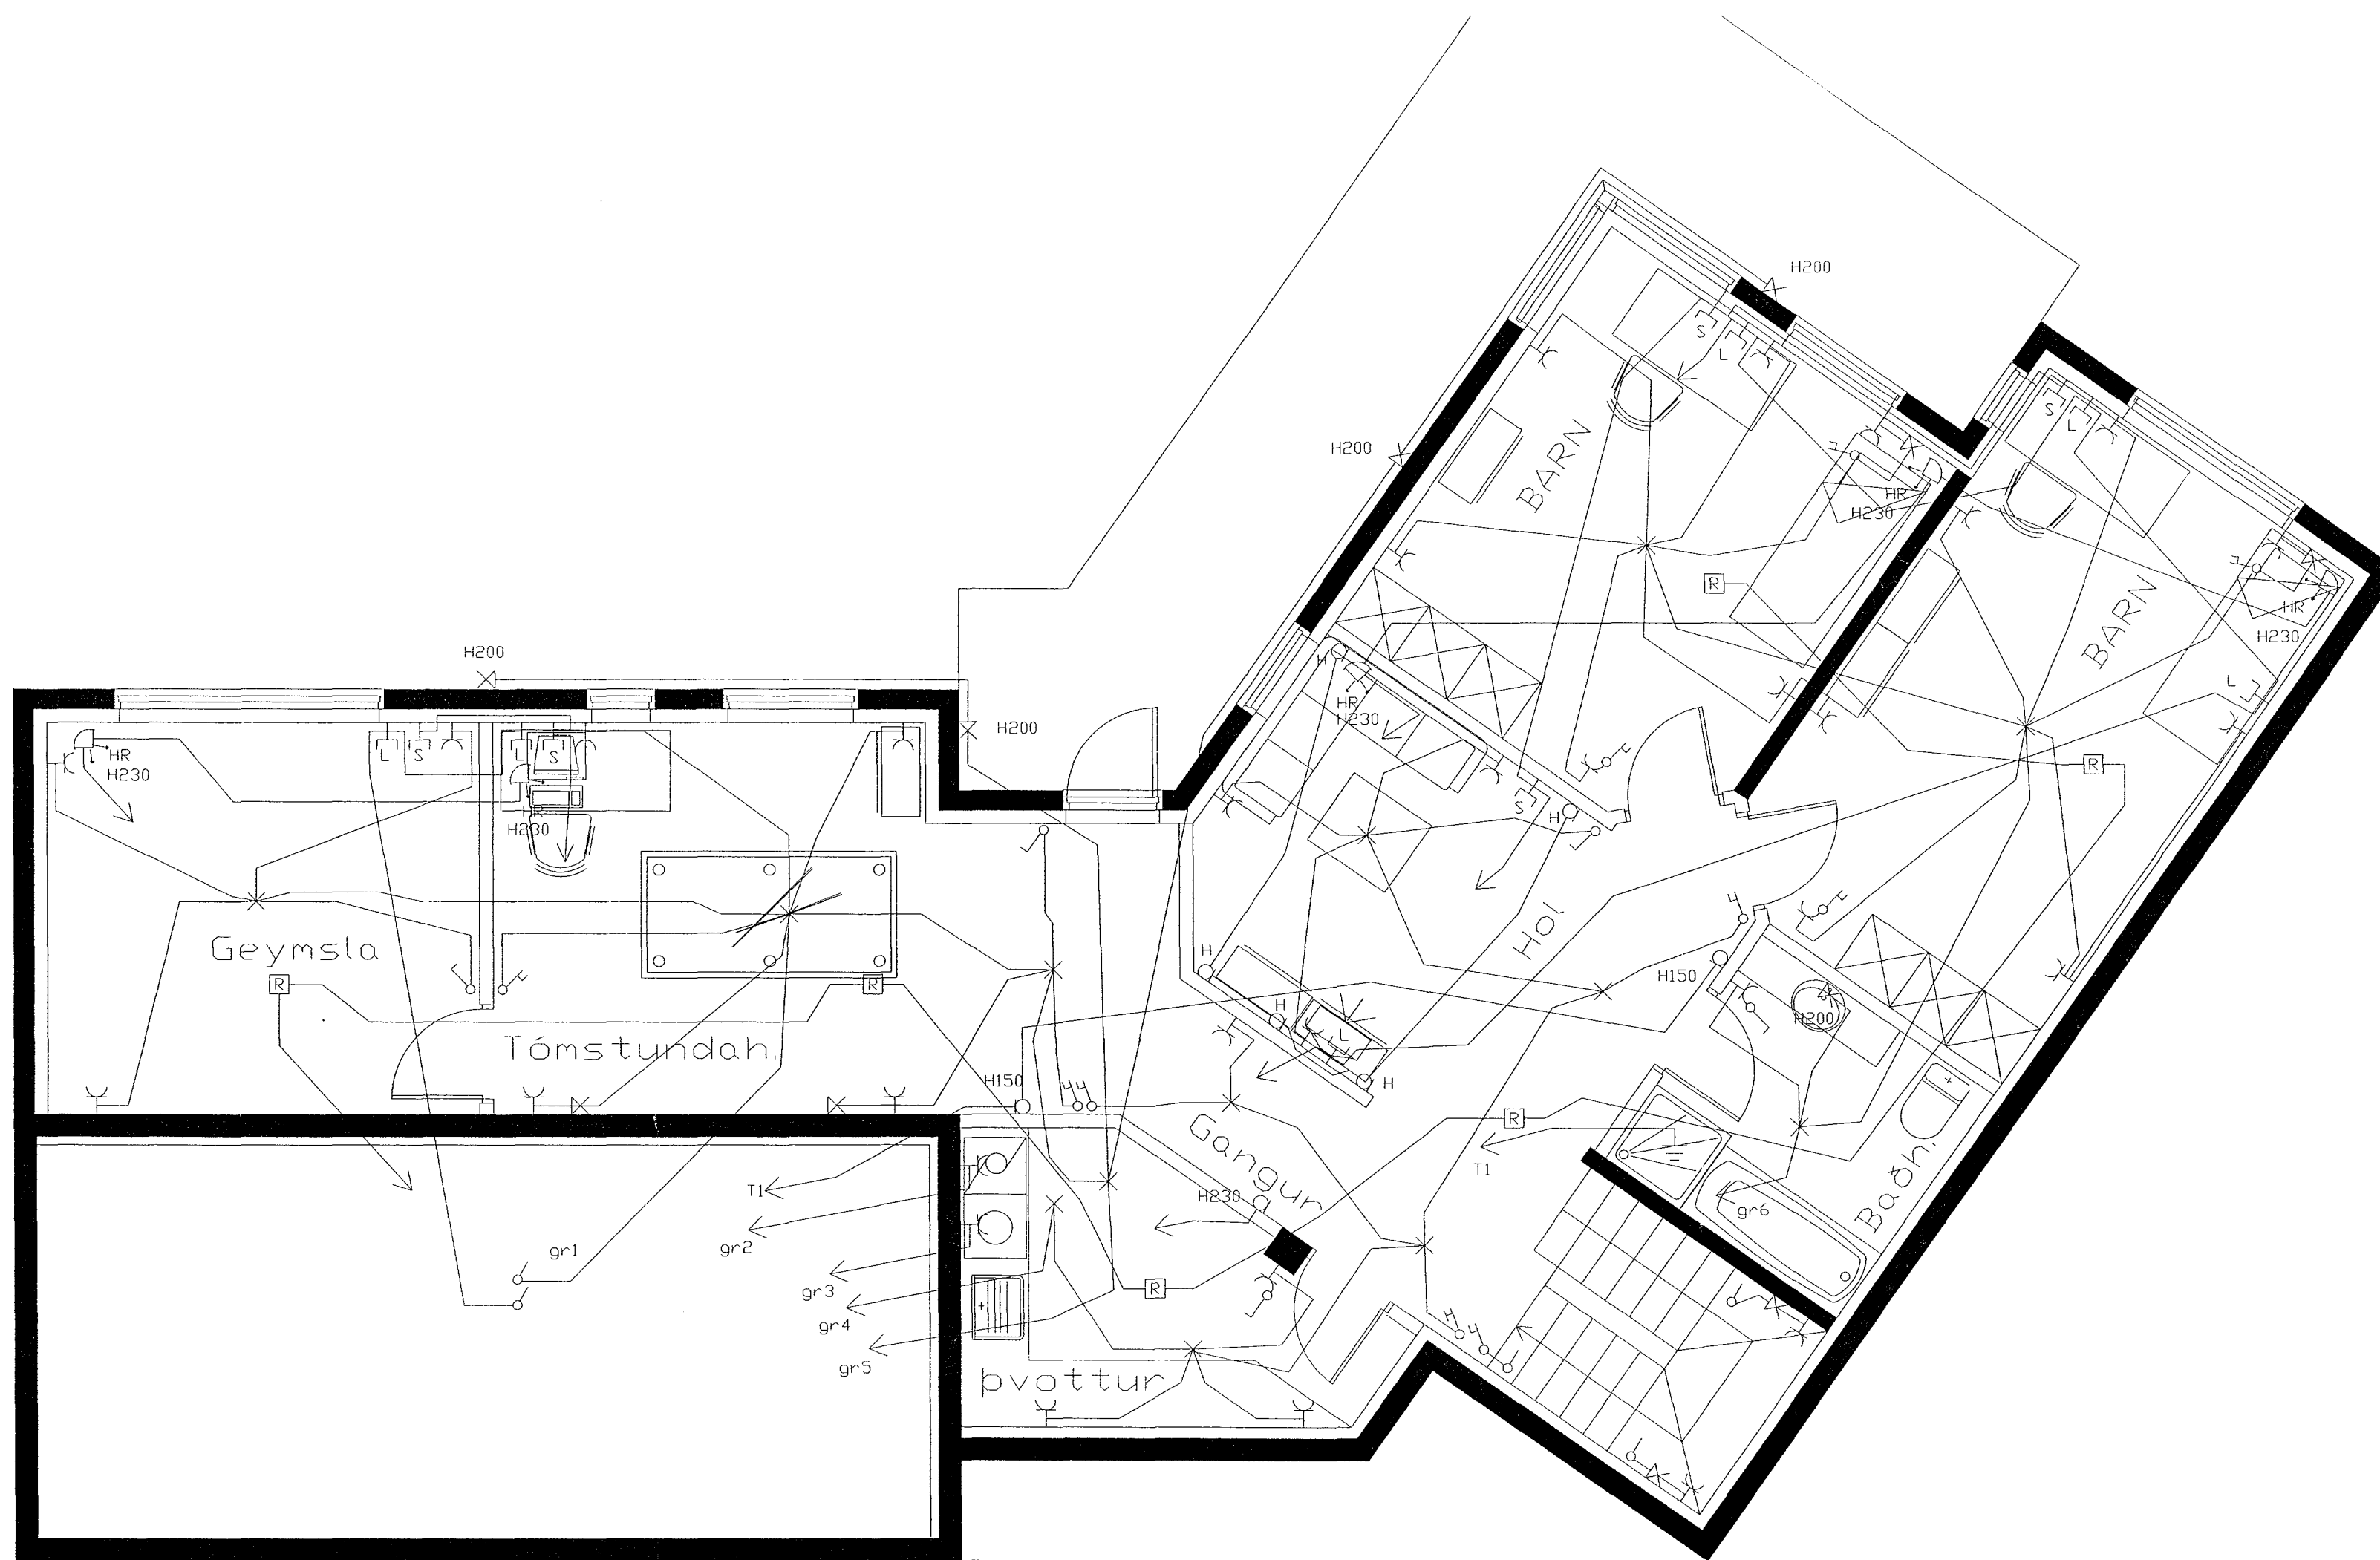 H200
H200
S
L
BARN
HR
H230
S
L
BARN
HR
H230
L
R
R
H200
H200
L
S
L
S
HR
H230
HR
H230
Geymsla
R
R
Tómstundah.
H
HR
H230
S
H
Hol
H
H
L
H
H150
H200
H150
Gangur
R
T1
H230
Baðh.
gr6
T1
gr2
gr1
gr3
gr4
gr5
R
þvottur